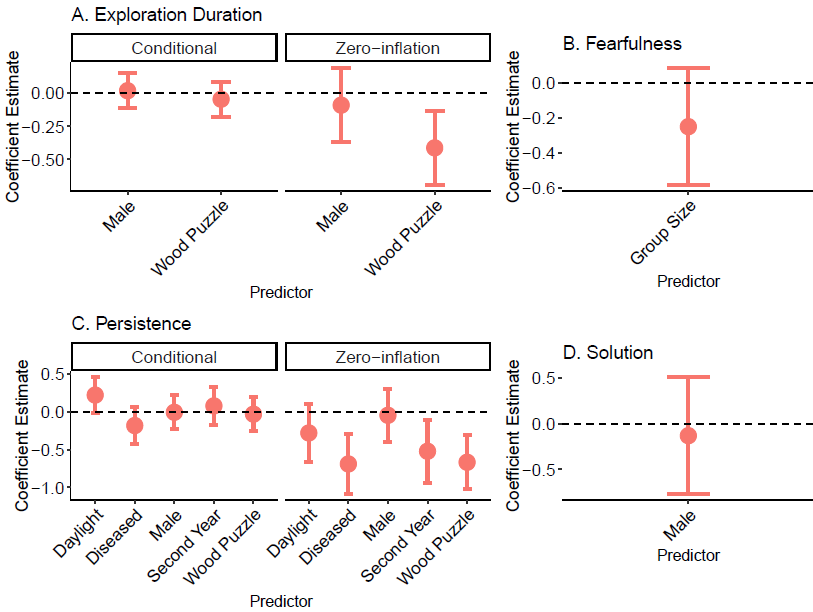 A. Exploration Duration
Conditional
Zero−inflation
Coefficient Estimate
0.00
−0.25
−0.50
Male
Wood Puzzle
Male
Wood Puzzle
Predictor
B. Fearfulness
Coefficient Estimate
0.0
−0.2
−0.4
−0.6
Group Size
Predictor
C. Persistence
Conditional
Zero−inflation
Coefficient Estimate
0.5
0.0
−0.5
−1.0
Daylight
Diseased
Male
Second Year
Wood Puzzle
Daylight
Diseased
Male
Second Year
Wood Puzzle
Predictor
D. Solution
Coefficient Estimate
0.5
0.0
−0.5
Male
Predictor